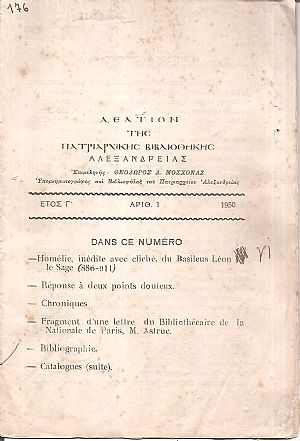 176
ΔΕΛΤΙΟΝ
ΤΗΣ
ΠΑΤΡΙΑΡΧΙΚΗΣ ΒΙΒΛΙΟΘΗΚΗΣ
ΑΛΕΞΑΝΔΡΕΙΑΣ
Ἐπιμελητής: ΘΕΟΔΩΡΟΣ Δ. ΜΟΣΧΟΝΑΣ
Ὑπομνηματογράφος καὶ Βιβλιοφύλαξ τοῦ Πατριαρχείου Ἀλεξανδρείας
ΕΤΟΣ Γ΄ ΑΡΙΘ. 1 1950
DANS CE NUMÉRO
—Homélie, inédite avec cliché, du Basileus Léon
le Sage (886-911)
— Réponse à deux points douteux.
— Chroniques
— Fragment d'une lettre du Bibliothécaire de la
Nationale de Paris, M. Astruc.
— Bibliographie.
— Catalogues (suite).